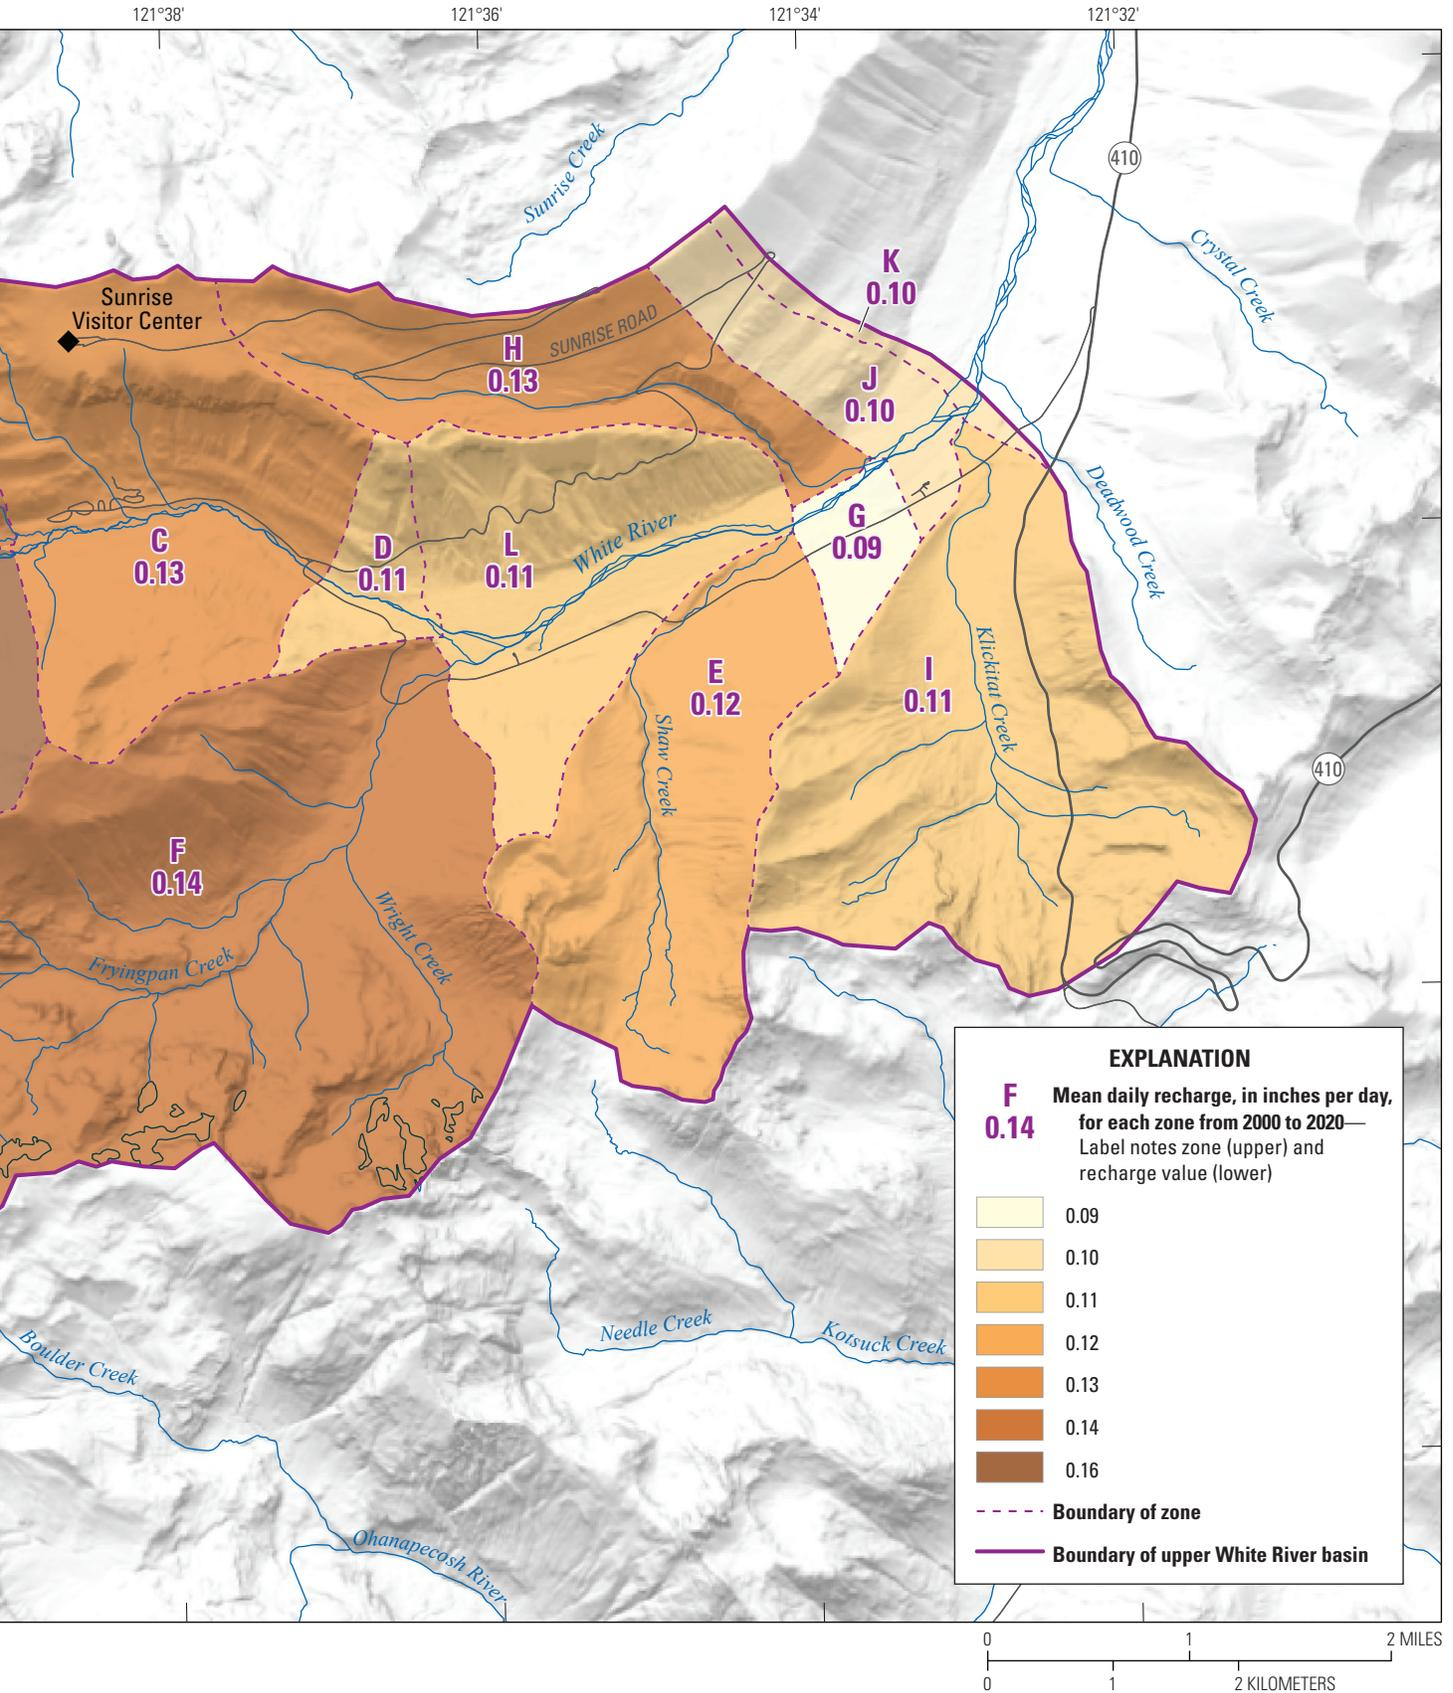 121°38'
121°36'
121°34'
121°32'
410
Sunrise Creek
Crystal Creek
K
0.10
Sunrise
Visitor Center
SUNRISE ROAD
H
0.13
J
0.10
Deadwood Creek
G
0.09
White River
C
0.13
D
0.11
L
0.11
Klickitat Creek
E
0.12
I
0.11
Shaw Creek
410
F
0.14
Wright Creek
Fryingpan Creek
Needle Creek
Kotsuck Creek
Boulder Creek
Ohanapecosh River
EXPLANATION
F
0.14
Mean daily recharge, in inches per day,
for each zone from 2000 to 2020—
Label notes zone (upper) and
recharge value (lower)
0.09
0.10
0.11
0.12
0.13
0.14
0.16
Boundary of zone
Boundary of upper White River basin
0 1 2 MILES
0 1 2 KILOMETERS